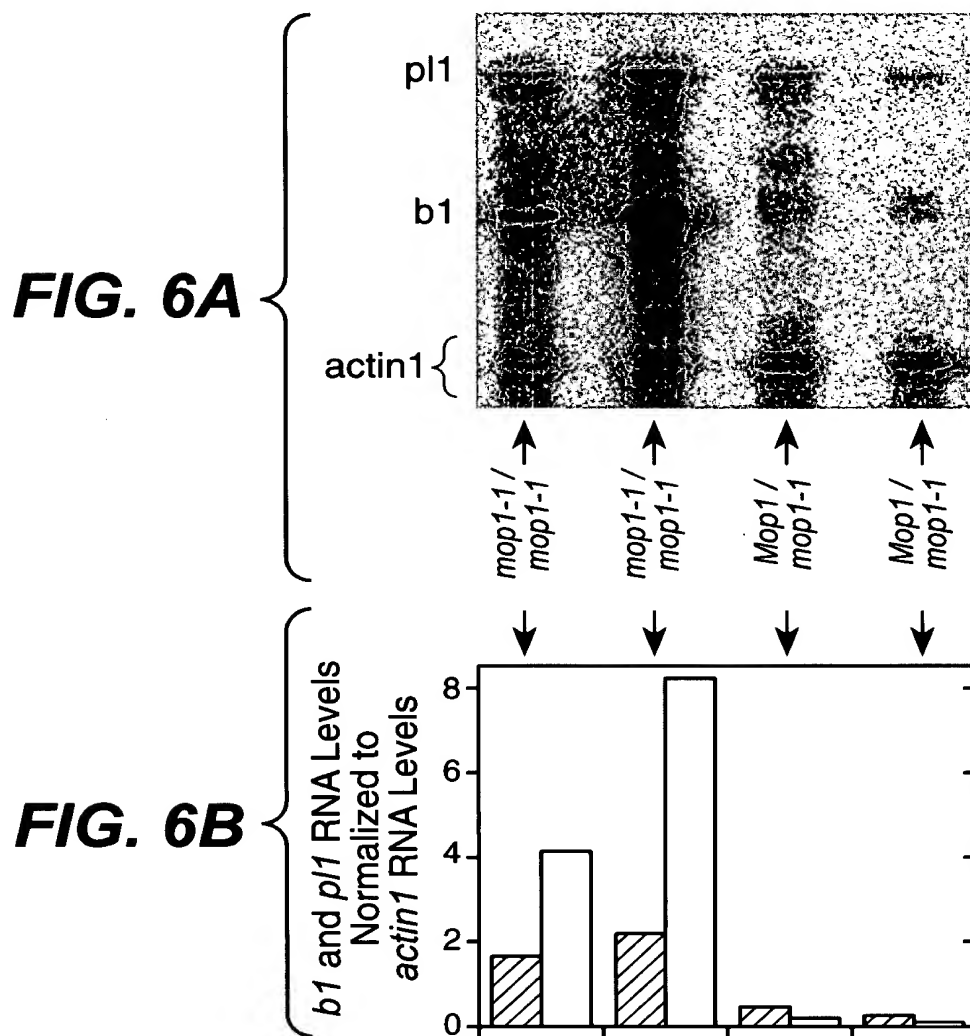 FIG. 6A
pl1
b1
actin1
mop1-1/
mop1-1
mop1-1/
mop1-1
Mop1/
mop1-1
Mop1/
mop1-1
FIG. 6B
b1 and pl1 RNA Levels
Normalized to
actin1 RNA Levels
8
6
4
2
0